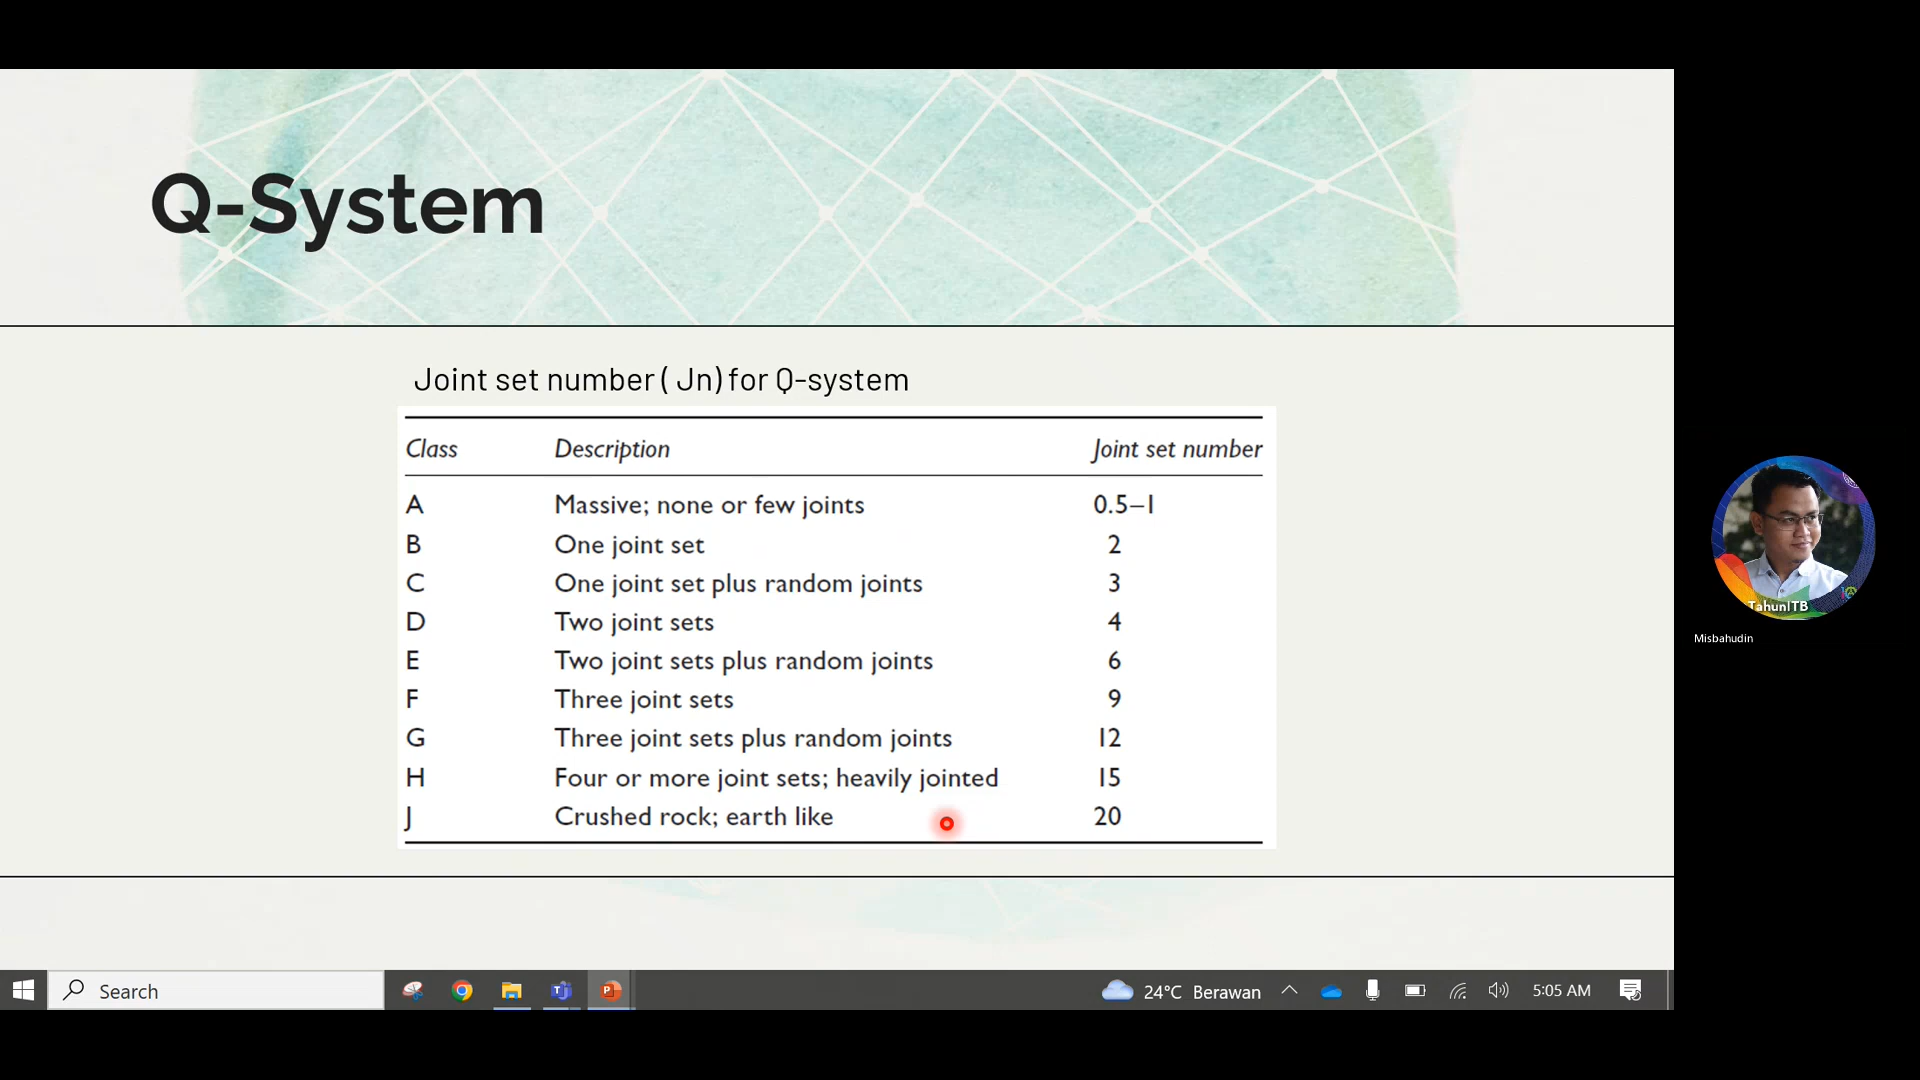 Q-System
Joint set number ( Jn) for Q-system
Class Description Joint set number
A Massive; none or few joints 0.5–1
B One joint set 2
C One joint set plus random joints 3
D Two joint sets 4
E Two joint sets plus random joints 6
F Three joint sets 9
G Three joint sets plus random joints 12
H Four or more joint sets; heavily jointed 15
J Crushed rock; earth like 20
TahunITB
Misbahudin
Search
24°C Berawan
5:05 AM